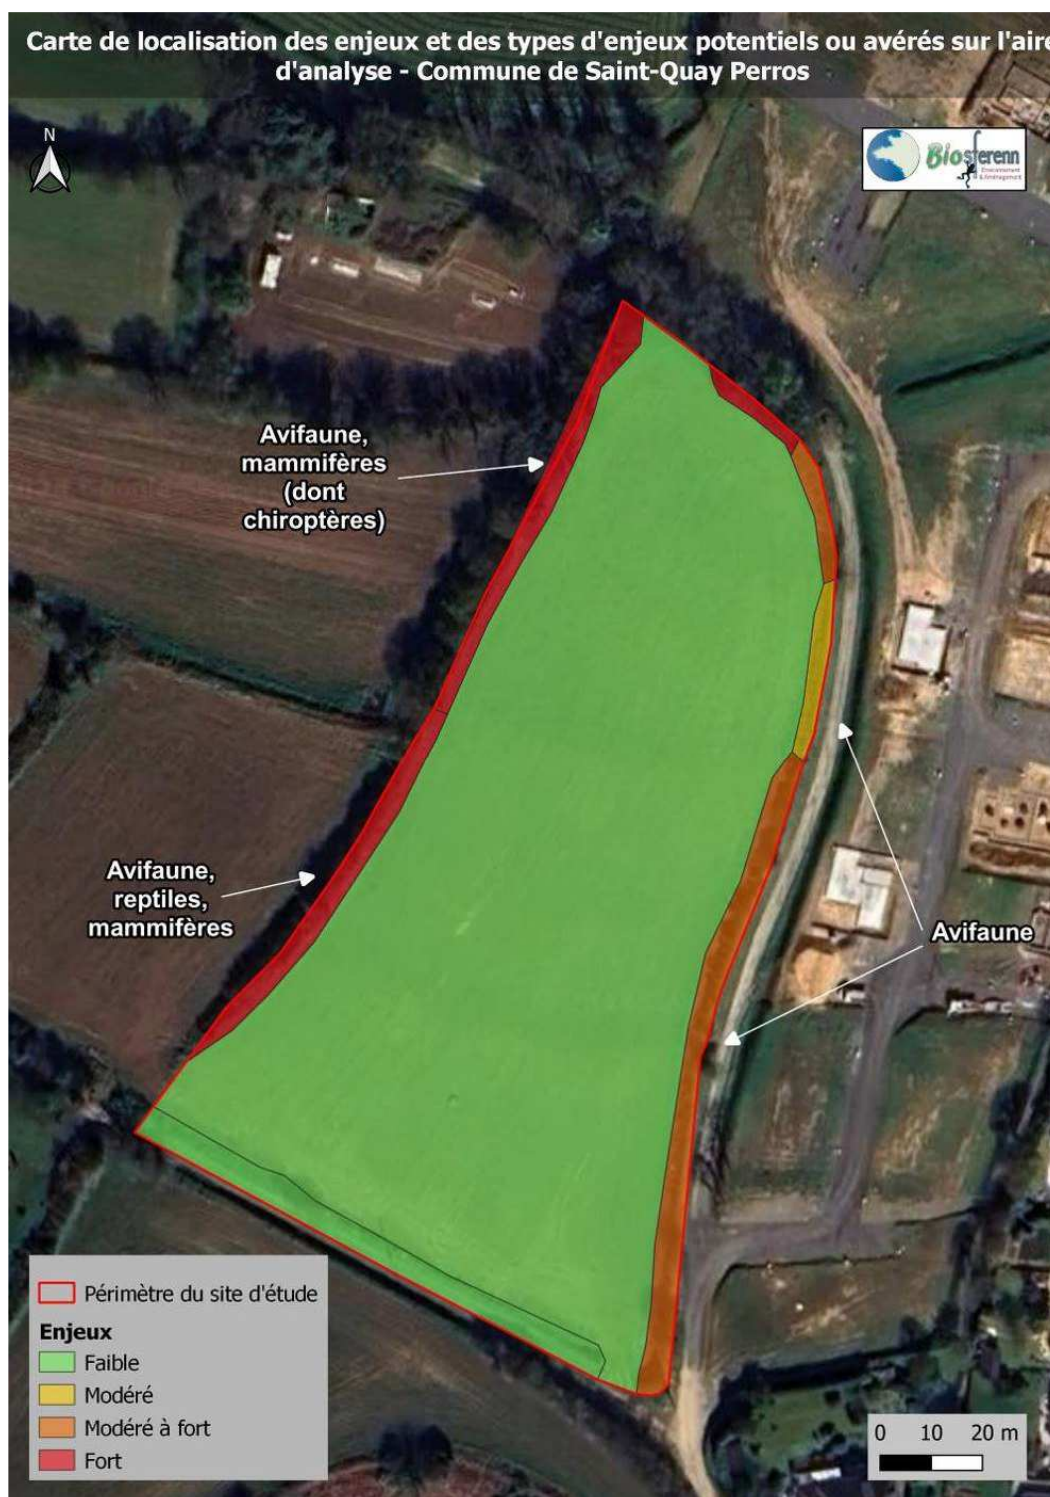 Carte de localisation des enjeux et des types d'enjeux potentiels ou avérés sur l'aire
d'analyse - Commune de Saint-Quay Perros
N
Biosferenn
Environnement
& Aménagement
Avifaune,
mammifères
(dont
chiroptères)
Avifaune,
reptiles,
mammifères
Avifaune
Périmètre du site d'étude
Enjeux
Faible
Modéré
Modéré à fort
Fort
0 10 20 m